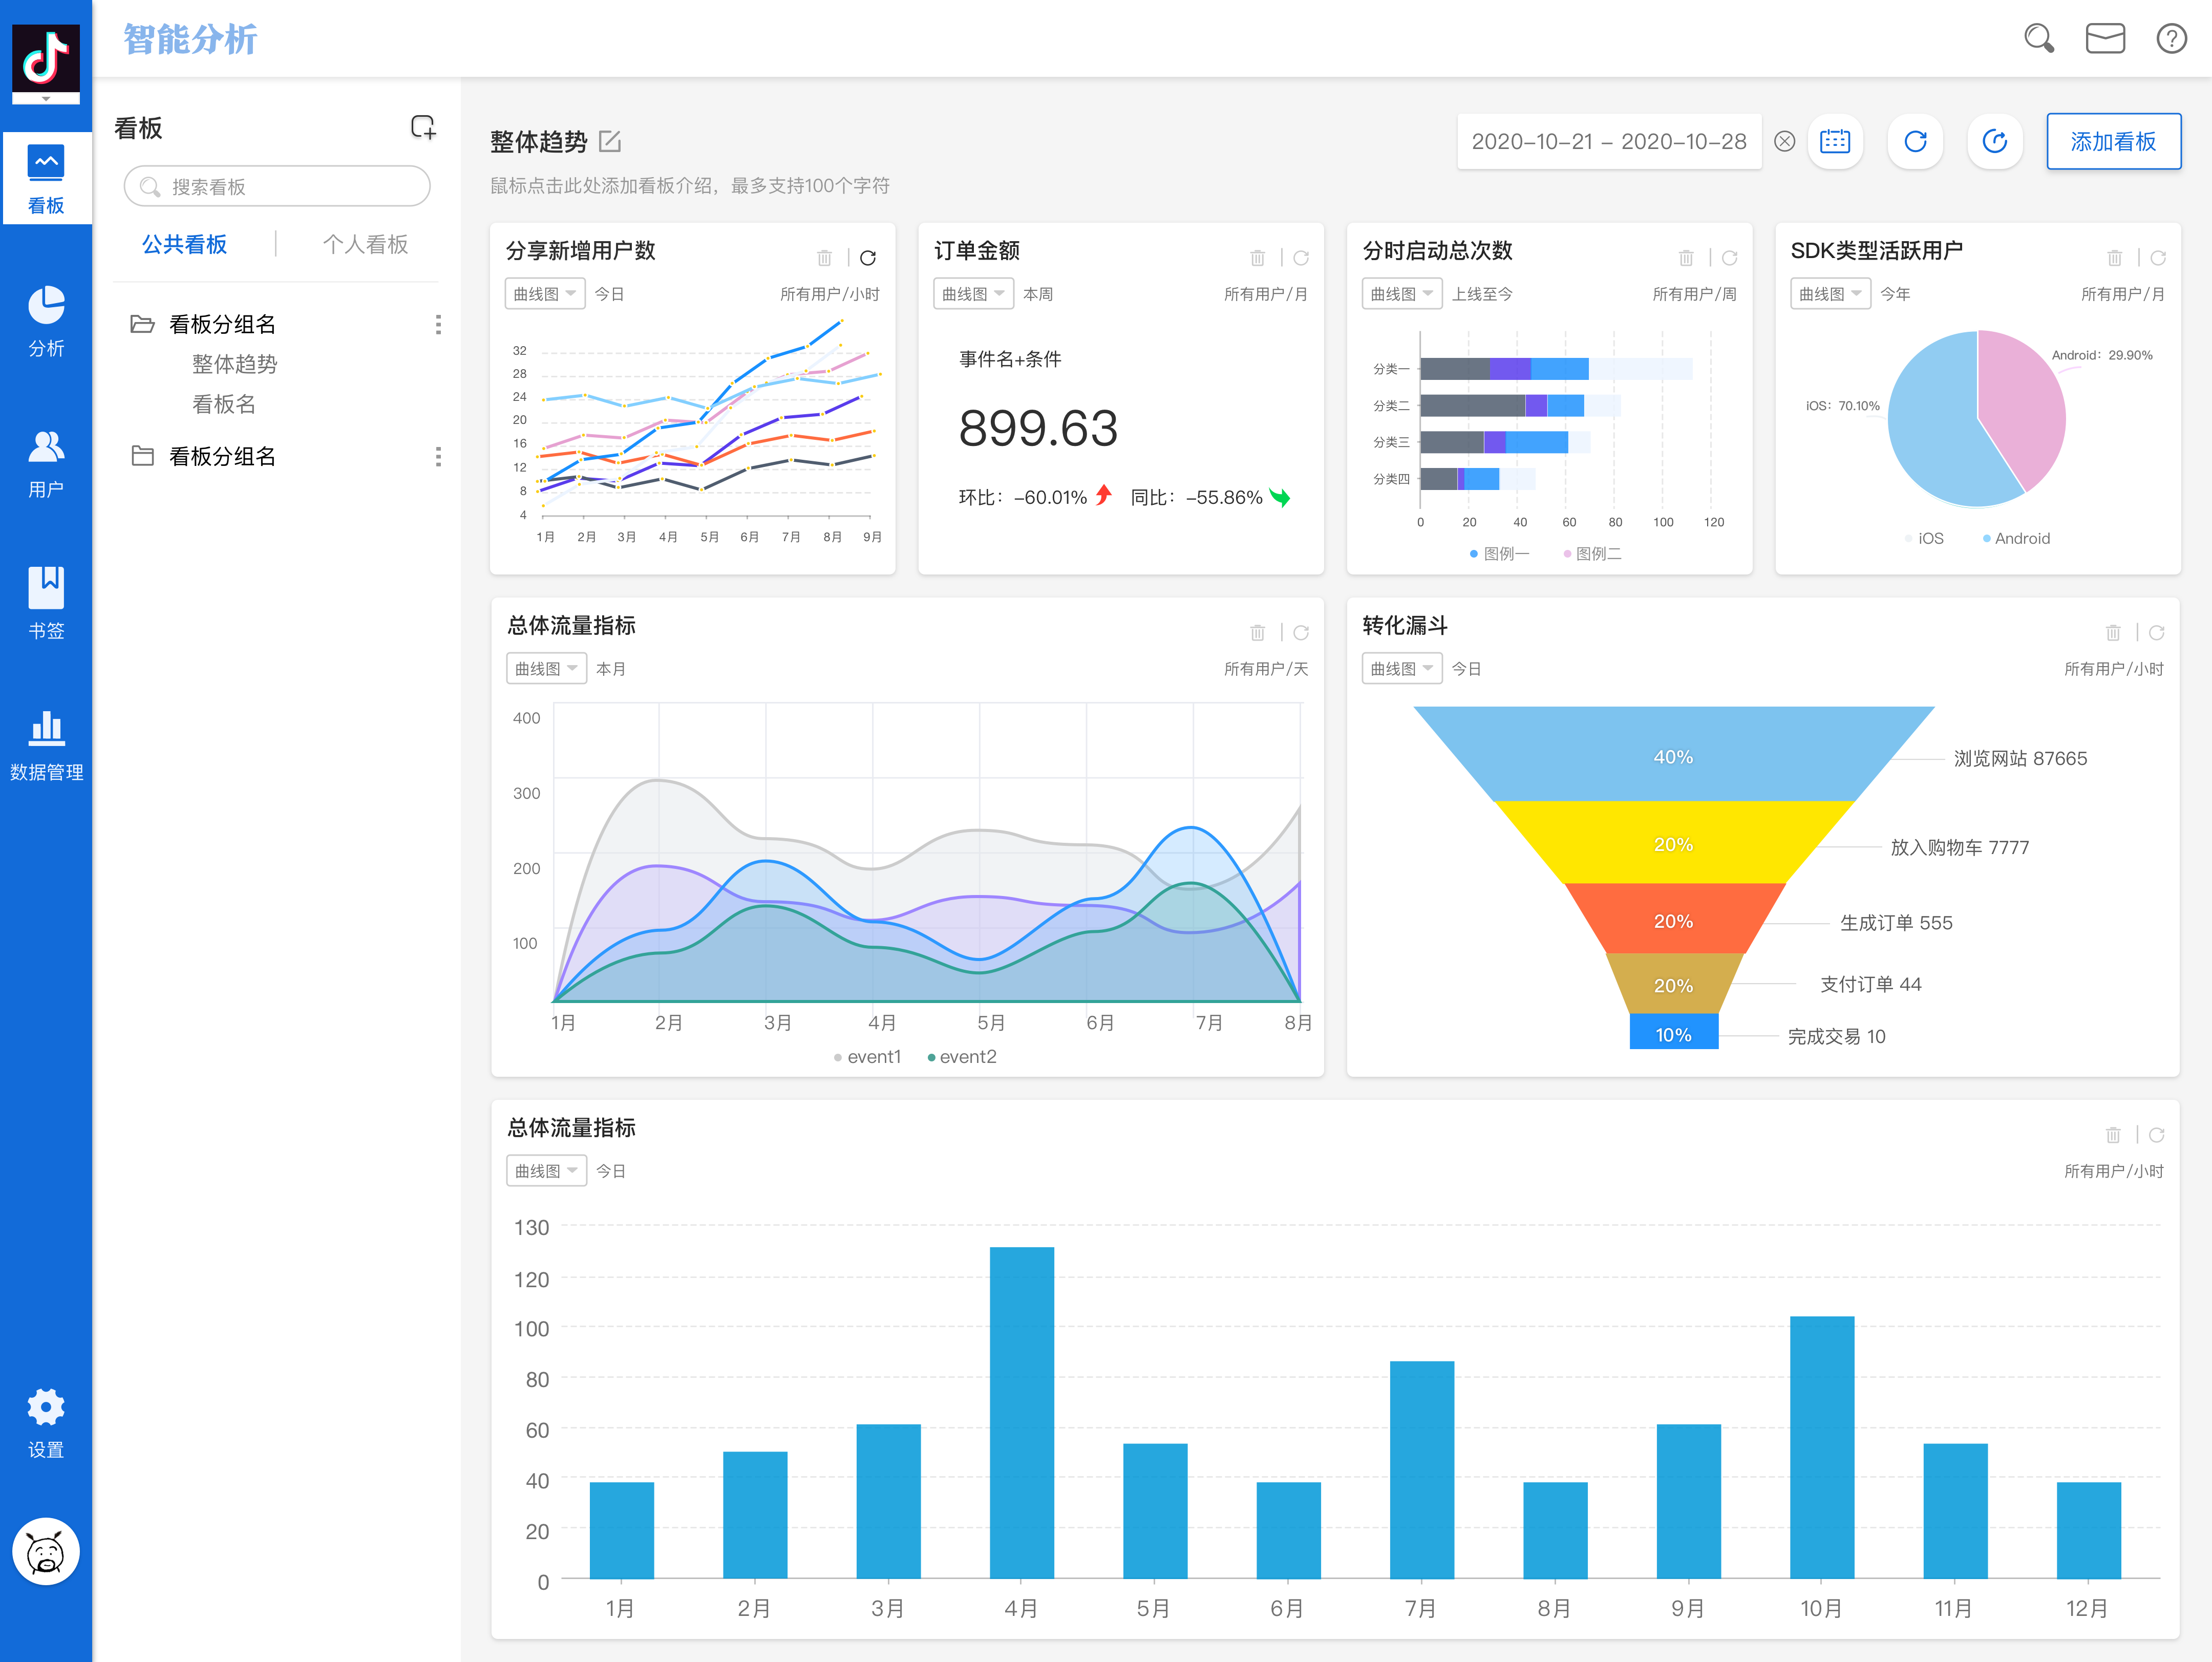 智能分析
看板
分析
用户
书签
数据管理
设置
看板
搜索看板
公共看板 个人看板
看板分组名
整体趋势
看板名
看板分组名
整体趋势
鼠标点击此处添加看板介绍，最多支持100个字符
2020-10-21 - 2020-10-28
添加看板
分享新增用户数
曲线图 今日 所有用户/小时
32
28
24
20
16
12
8
4
1月 2月 3月 4月 5月 6月 7月 8月 9月
订单金额
曲线图 本周 所有用户/月
事件名+条件
899.63
环比：-60.01% 同比：-55.86%
分时启动总次数
曲线图 上线至今 所有用户/周
分类一
分类二
分类三
分类四
0 20 40 60 80 100 120
图例一 图例二
SDK类型活跃用户
曲线图 今年 所有用户/月
Android：29.90%
iOS：70.10%
iOS Android
总体流量指标
曲线图 本月 所有用户/天
400
300
200
100
1月 2月 3月 4月 5月 6月 7月 8月
event1 event2
转化漏斗
曲线图 今日 所有用户/小时
40% 浏览网站 87665
20% 放入购物车 7777
20% 生成订单 555
20% 支付订单 44
10% 完成交易 10
总体流量指标
曲线图 今日 所有用户/小时
130
120
100
80
60
40
20
0
1月 2月 3月 4月 5月 6月 7月 8月 9月 10月 11月 12月